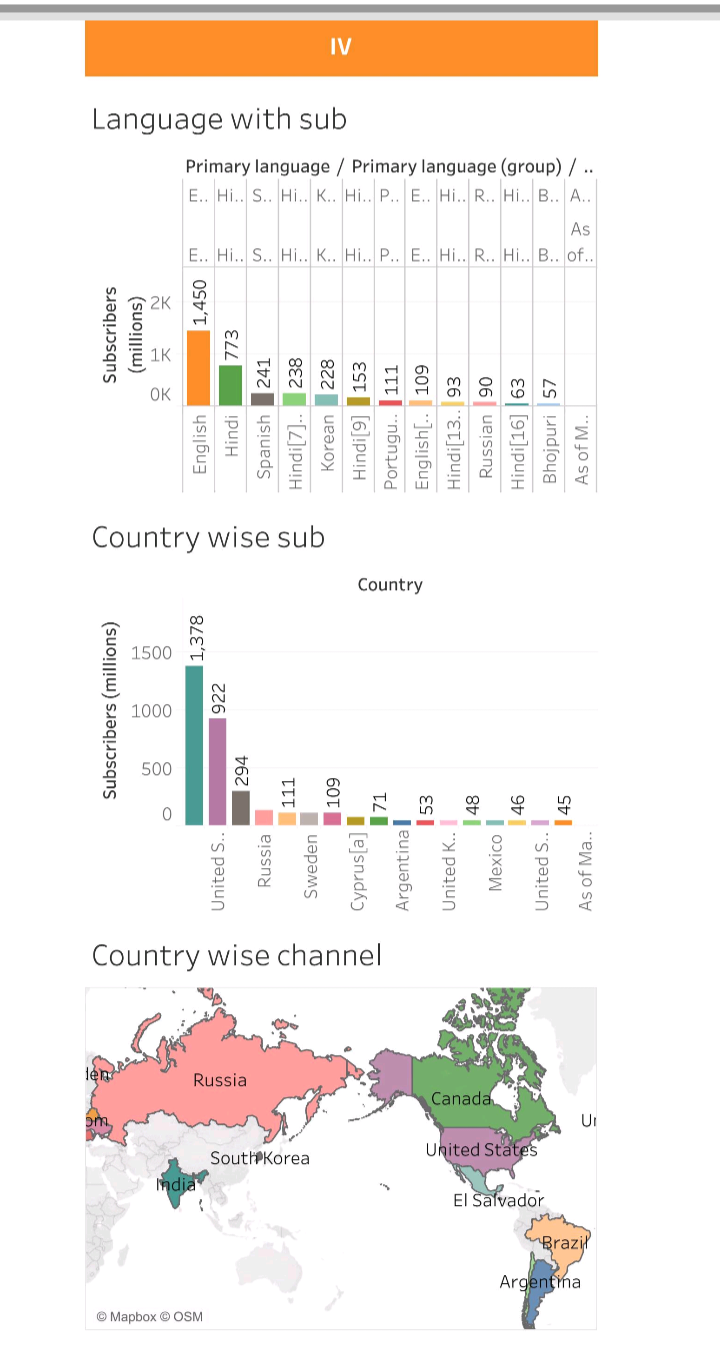 IV
Language with sub
Primary language / Primary language (group) / ..
E.. Hi.. S.. Hi.. K.. Hi.. P.. E.. Hi.. R.. Hi.. B.. A..
As
E.. Hi.. S.. Hi.. K.. Hi.. P.. E.. Hi.. R.. Hi.. B.. of..
Subscribers
(millions)
2K
1K
0K
1,450 773 241 238 228 153 111 109 93 90 63 57
English Hindi Spanish Hindi[7].. Korean Hindi[9] Portugu.. English[.. Hindi[13.. Russian Hindi[16] Bhojpuri As of M..
Country wise sub
Country
Subscribers (millions)
1500
1000
500
0
1,378 922 294 111 109 71 53 48 46 45
United S.. Russia Sweden Cyprus[a] Argentina United K.. Mexico United S.. As of Ma..
Country wise channel
Russia
den
om
Canada
Un
South Korea
United States
India
El Salvador
Brazil
Argentina
© Mapbox © OSM